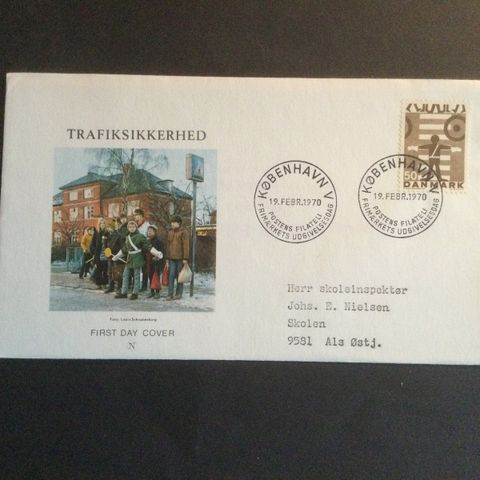 TRAFIKSIKKERHED
FIRST DAY COVER
N
KØBENHAVN V
19.FEBR.1970
POSTENS FILATELI
FRIMÆRKETS UDGIVELSESDAG
KØBENHAVN V
19.FEBR.1970
POSTENS FILATELI
FRIMÆRKETS UDGIVELSESDAG
50
DANMARK
Herr skoleinspektør
Johs. E. Nielsen
Skolen
9581 Als Østj.